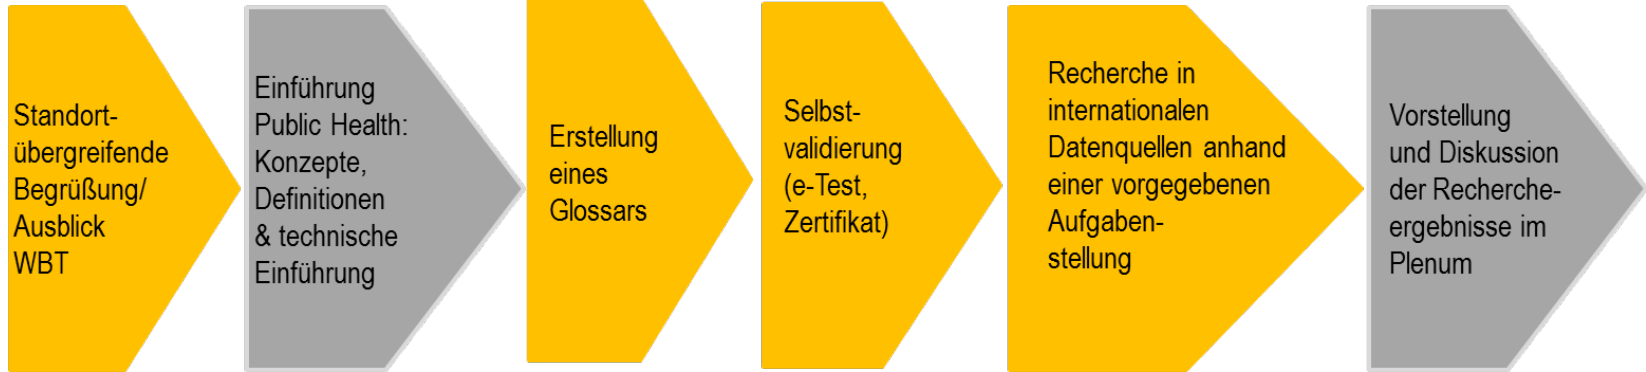 Standort-
übergreifende
Begrüßung/
Ausblick
WBT
Einführung
Public Health:
Konzepte,
Definitionen
& technische
Einführung
Erstellung
eines
Glossars
Selbst-
validierung
(e-Test,
Zertifikat)
Recherche in
internationalen
Datenquellen anhand
einer vorgegebenen
Aufgaben-
stellung
Vorstellung
und Diskussion
der Recherche-
ergebnisse im
Plenum